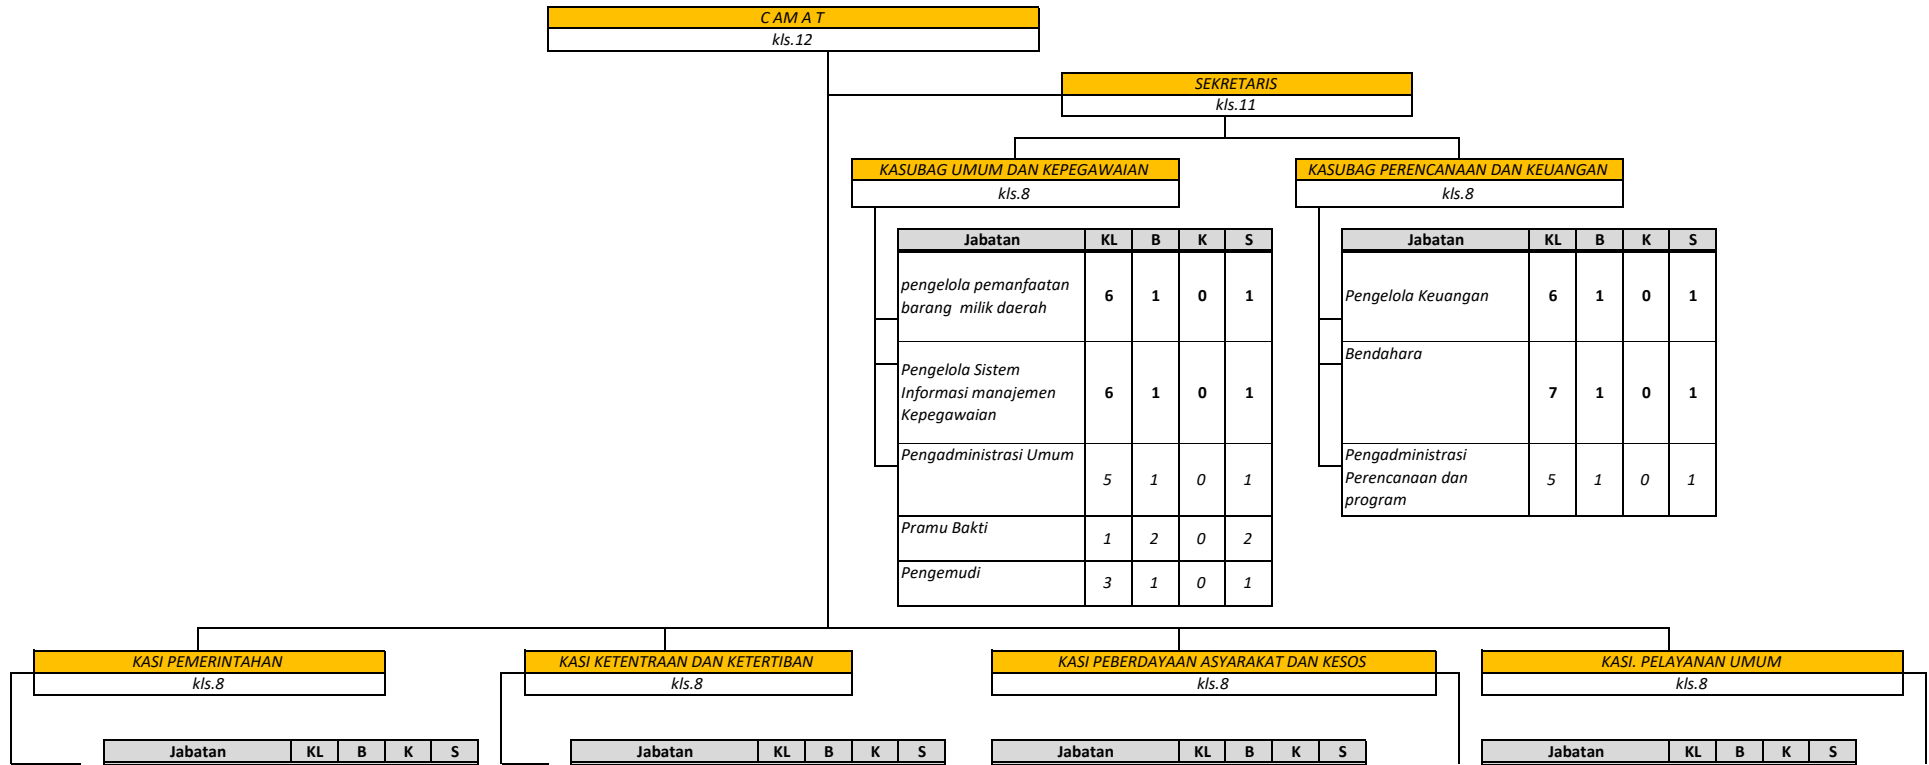 C AM A T
kls.12
SEKRETARIS
kls.11
KASUBAG UMUM DAN KEPEGAWAIAN
kls.8
KASUBAG PERENCANAAN DAN KEUANGAN
kls.8
Jabatan KL B K S
pengelola pemanfaatan
barang milik daerah
6 1 0 1
Pengelola Sistem
Informasi manajemen
Kepegawaian
6 1 0 1
Pengadministrasi Umum
5 1 0 1
Pramu Bakti
1 2 0 2
Pengemudi
3 1 0 1
Jabatan KL B K S
Pengelola Keuangan 6 1 0 1
Bendahara
7 1 0 1
Pengadministrasi
Perencanaan dan
program
5 1 0 1
KASI PEMERINTAHAN
kls.8
Jabatan KL B K S
KASI KETENTRAAN DAN KETERTIBAN
kls.8
Jabatan KL B K S
KASI PEBERDAYAAN ASYARAKAT DAN KESOS
kls.8
Jabatan KL B K S
KASI. PELAYANAN UMUM
kls.8
Jabatan KL B K S